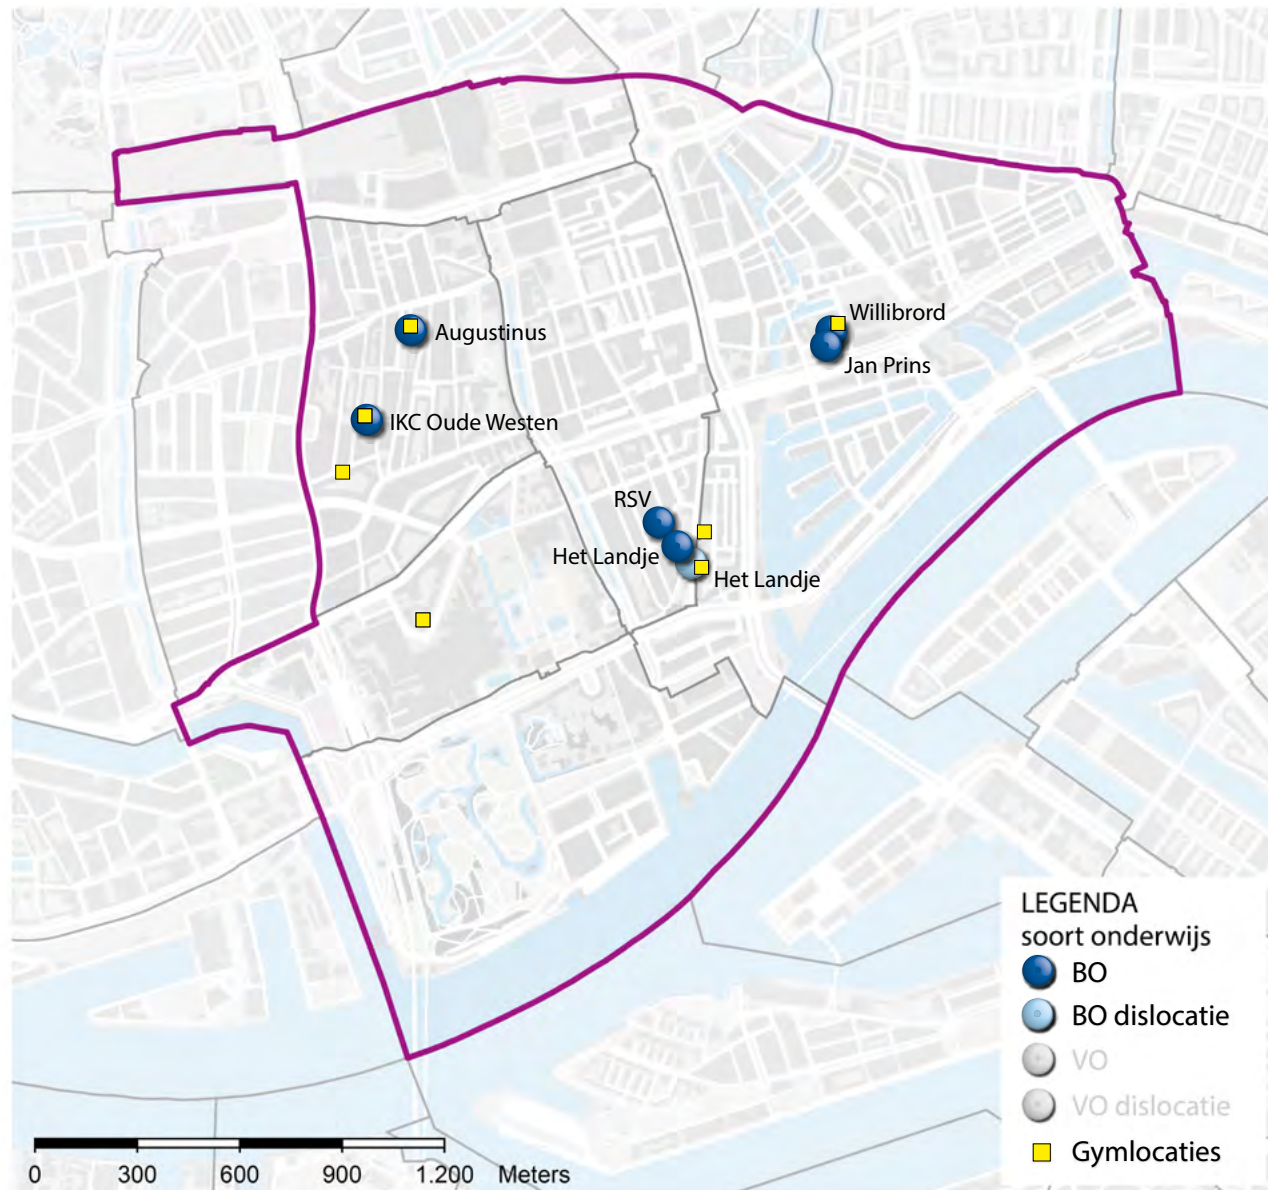 Willibrord
Augustinus
Jan Prins
IKC Oude Westen
RSV
Het Landje
Het Landje
LEGENDA
soort onderwijs
BO
BO dislocatie
VO
VO dislocatie
Gymlocaties
0 300 600 900 1.200 Meters